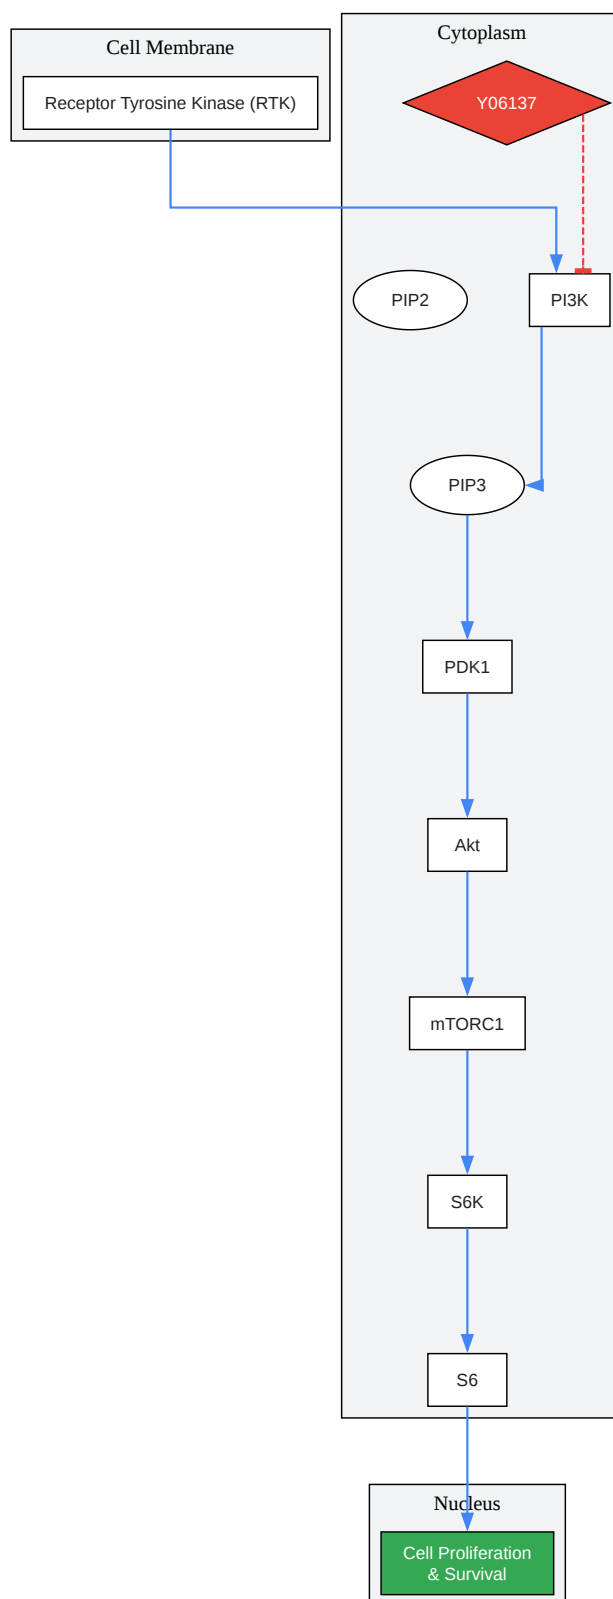 Cell Membrane
Receptor Tyrosine Kinase (RTK)
Cytoplasm
Y06137
PIP2
PI3K
PIP3
PDK1
Akt
mTORC1
S6K
S6
Nucleus
Cell Proliferation
& Survival